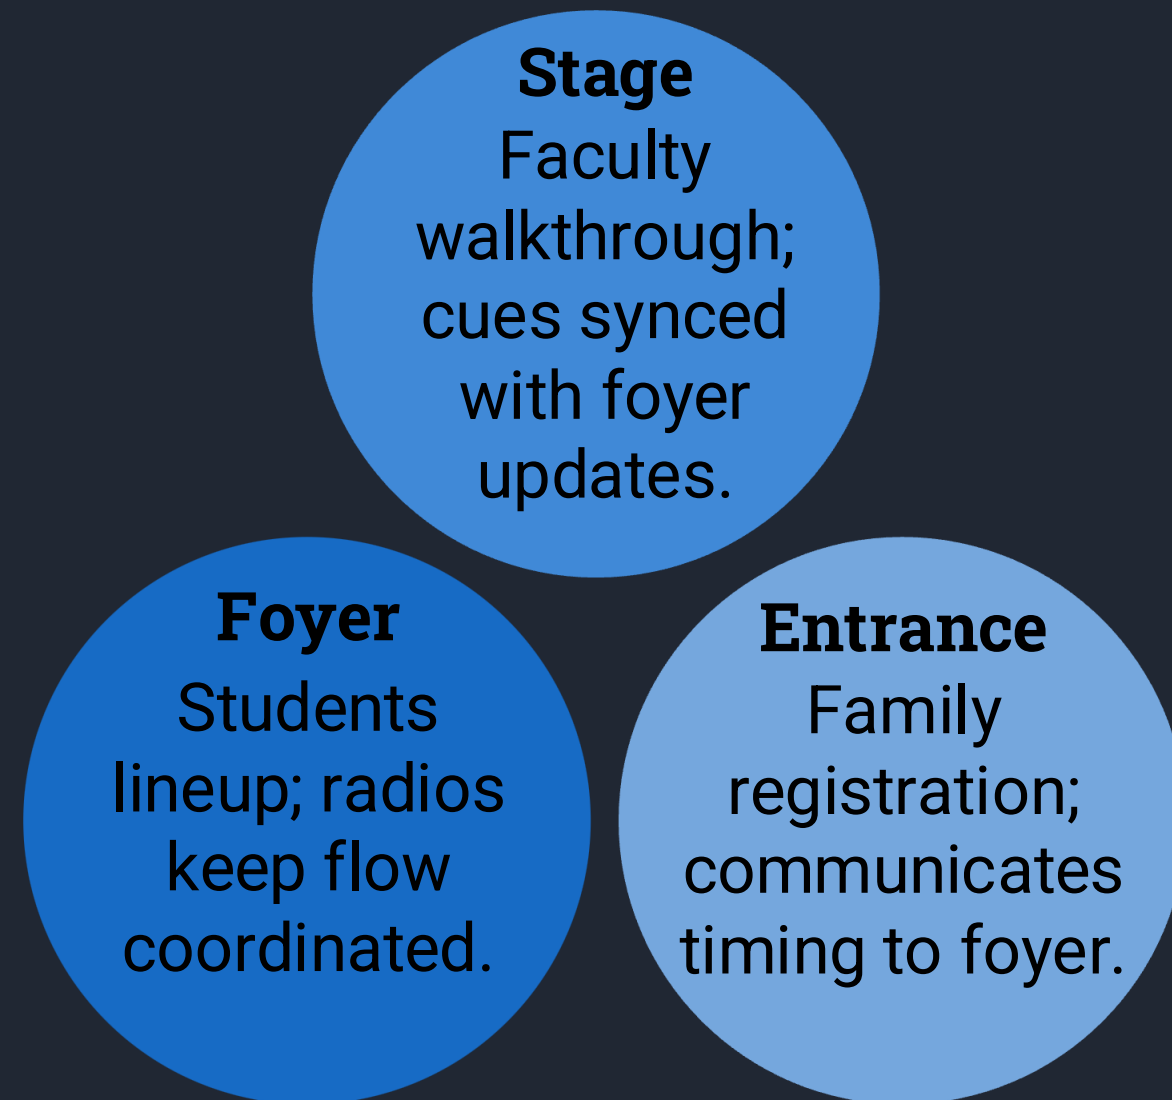 Stage
Faculty
walkthrough;
cues synced
with foyer
updates.
Foyer
Students
lineup; radios
keep flow
coordinated.
Entrance
Family
registration;
communicates
timing to foyer.